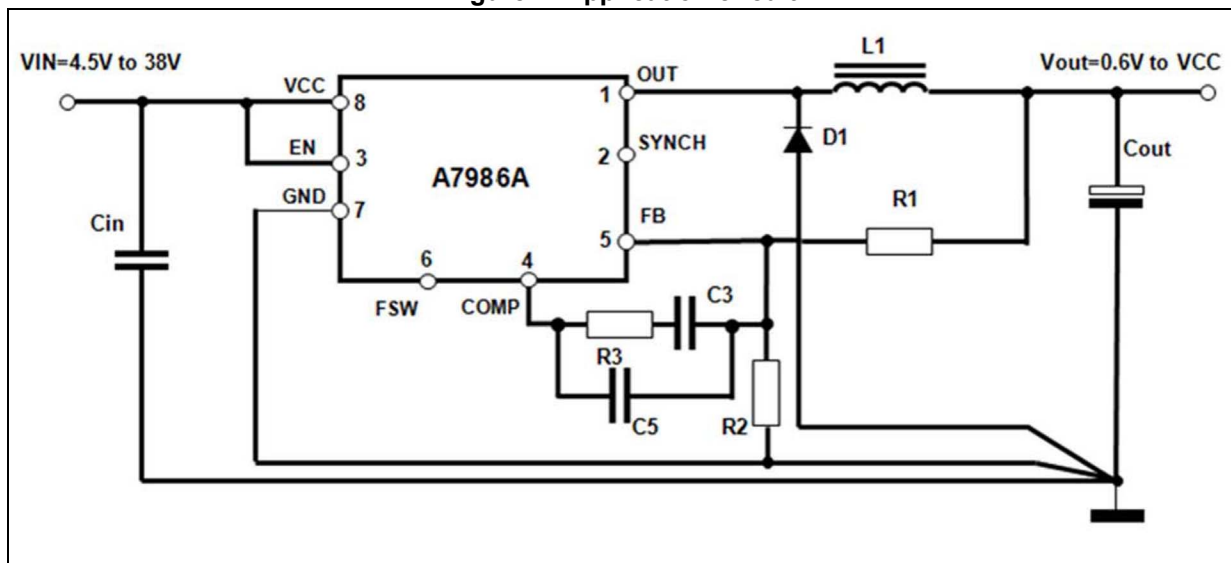 VIN=4.5V to 38V
L1
Vout=0.6V to VCC
OUT
VCC
8
1
SYNCH
2
D1
EN
3
Cout
A7986A
GND
7
R1
FB
5
Cin
6
4
FSW
COMP
C3
R3
C5
R2